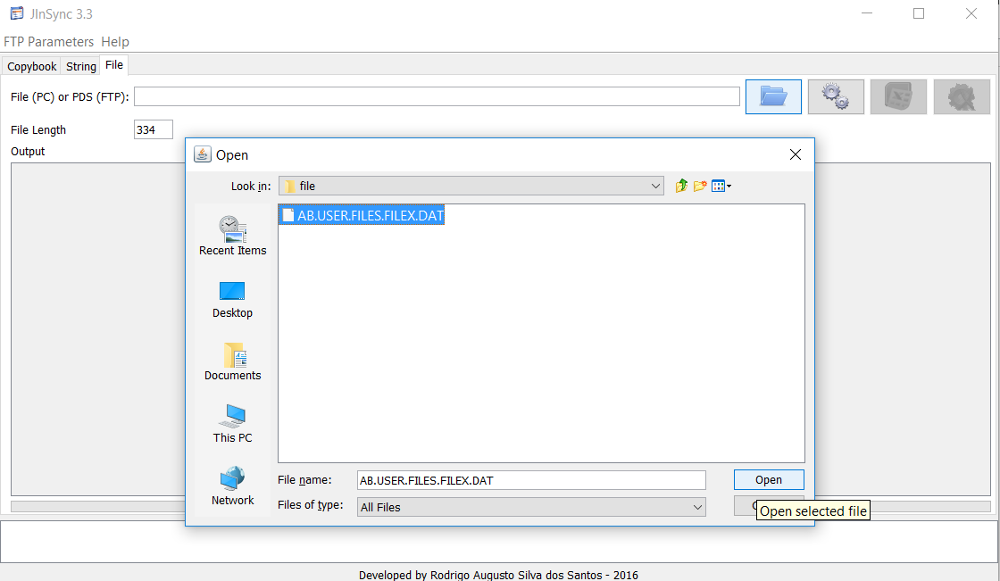 JInSync 3.3
FTP Parameters Help
Copybook String File
File (PC) or PDS (FTP):
File Length 334
Output
Open
Look in: file
AB.USER.FILES.FILEX.DAT
Recent Items
Desktop
Documents
This PC
Network
File name: AB.USER.FILES.FILEX.DAT Open
Files of type: All Files
Open selected file
Developed by Rodrigo Augusto Silva dos Santos - 2016